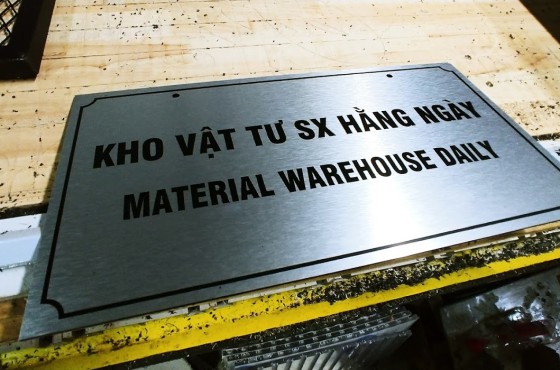 KHO VẬT TƯ SX HẰNG NGÀY
MATERIAL WAREHOUSE DAILY